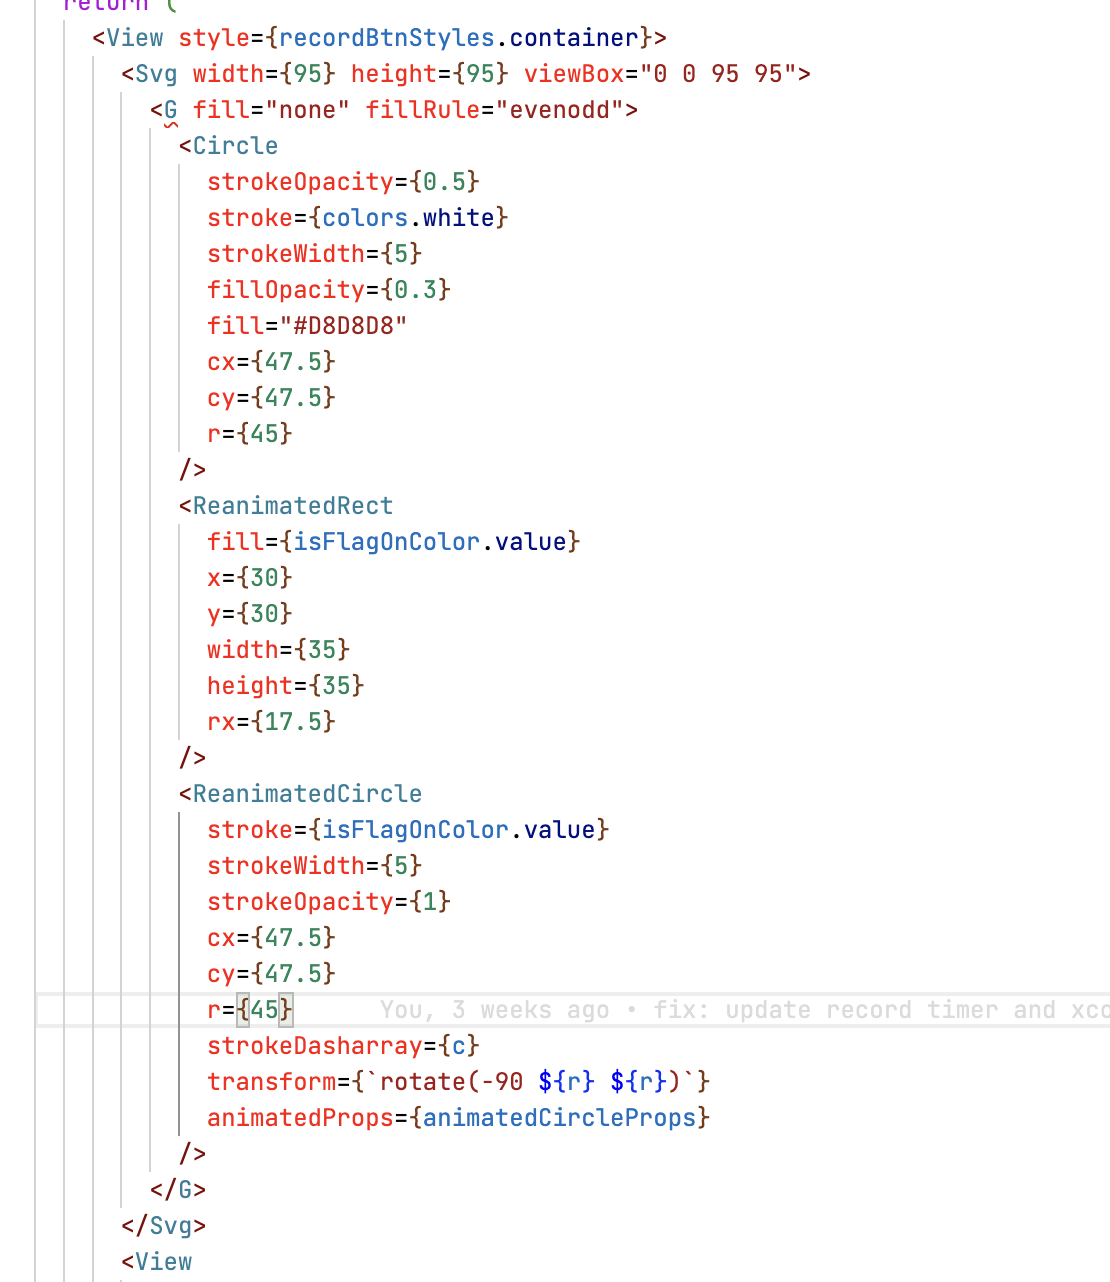 return (
<View style={recordBtnStyles.container}>
<Svg width={95} height={95} viewBox="0 0 95 95">
<G fill="none" fillRule="evenodd">
<Circle
strokeOpacity={0.5}
stroke={colors.white}
strokeWidth={5}
fillOpacity={0.3}
fill="#D8D8D8"
cx={47.5}
cy={47.5}
r={45}
/>
<ReanimatedRect
fill={isFlagOnColor.value}
x={30}
y={30}
width={35}
height={35}
rx={17.5}
/>
<ReanimatedCircle
stroke={isFlagOnColor.value}
strokeWidth={5}
strokeOpacity={1}
cx={47.5}
cy={47.5}
r={45} You, 3 weeks ago • fix: update record timer and xco
strokeDasharray={c}
transform={`rotate(-90 ${r} ${r})`}
animatedProps={animatedCircleProps}
/>
</G>
</Svg>
<View